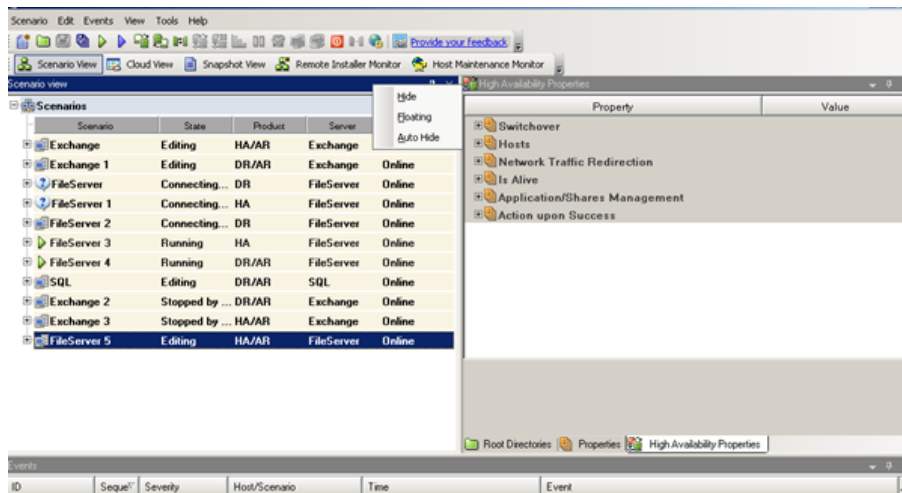 Scenario Edit Events View Tools Help
Provide your feedback
Scenario View Cloud View Snapshot View Remote Installer Monitor Host Maintenance Monitor
Scenario view
High Availability Properties
Hide
Floating
Auto Hide
Property Value
Scenarios
Scenario State Product Server
Exchange Editing HA/AR Exchange
Exchange 1 Editing DR/AR Exchange Online
FileServer Connecting... DR FileServer Online
FileServer 1 Connecting... HA FileServer Online
FileServer 2 Connecting... DR FileServer Online
FileServer 3 Running HA FileServer Online
FileServer 4 Running DR/AR FileServer Online
SQL Editing DR/AR SQL Online
Exchange 2 Stopped by ... DR/AR Exchange Online
Exchange 3 Stopped by ... HA/AR Exchange Online
FileServer 5 Editing HA/AR FileServer Online
Switchover
Hosts
Network Traffic Redirection
Is Alive
Application/Shares Management
Action upon Success
Root Directories Properties High Availability Properties
Events
ID Seque Severity Host/Scenario Time Event